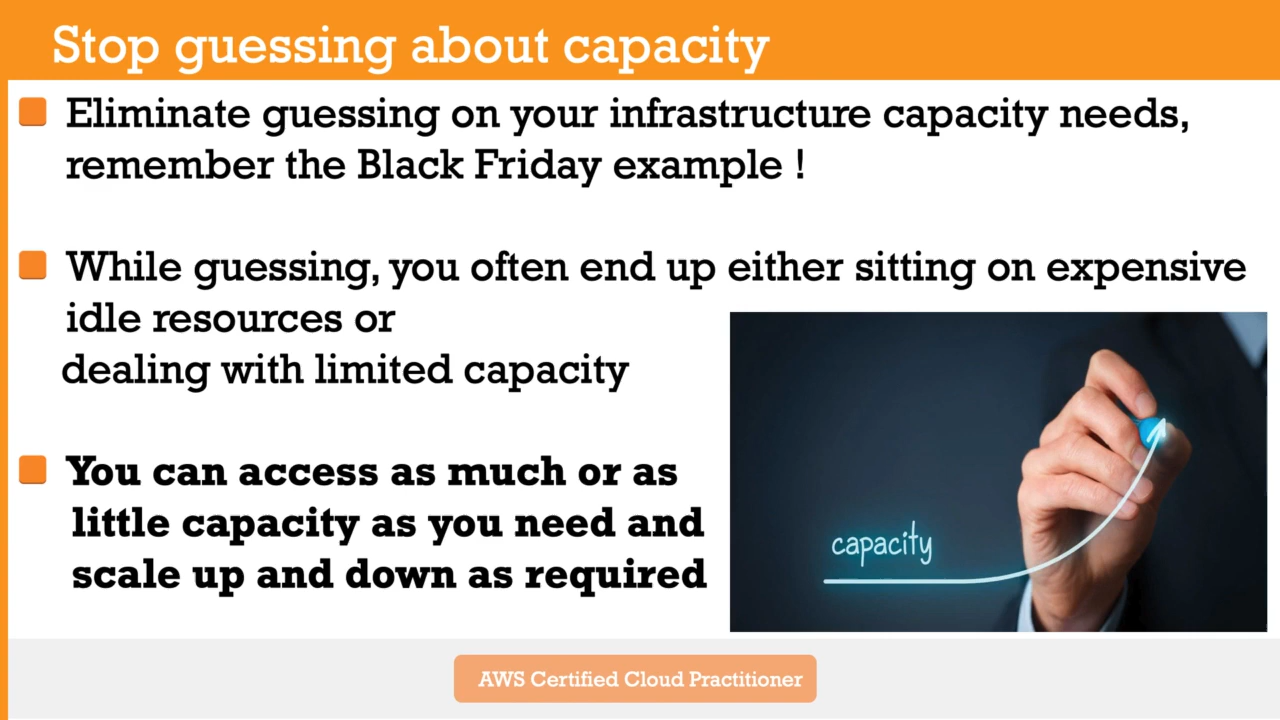 Stop guessing about capacity
Eliminate guessing on your infrastructure capacity needs,
remember the Black Friday example !
While guessing, you often end up either sitting on expensive
idle resources or
dealing with limited capacity
You can access as much or as
little capacity as you need and
scale up and down as required
capacity
AWS Certified Cloud Practitioner